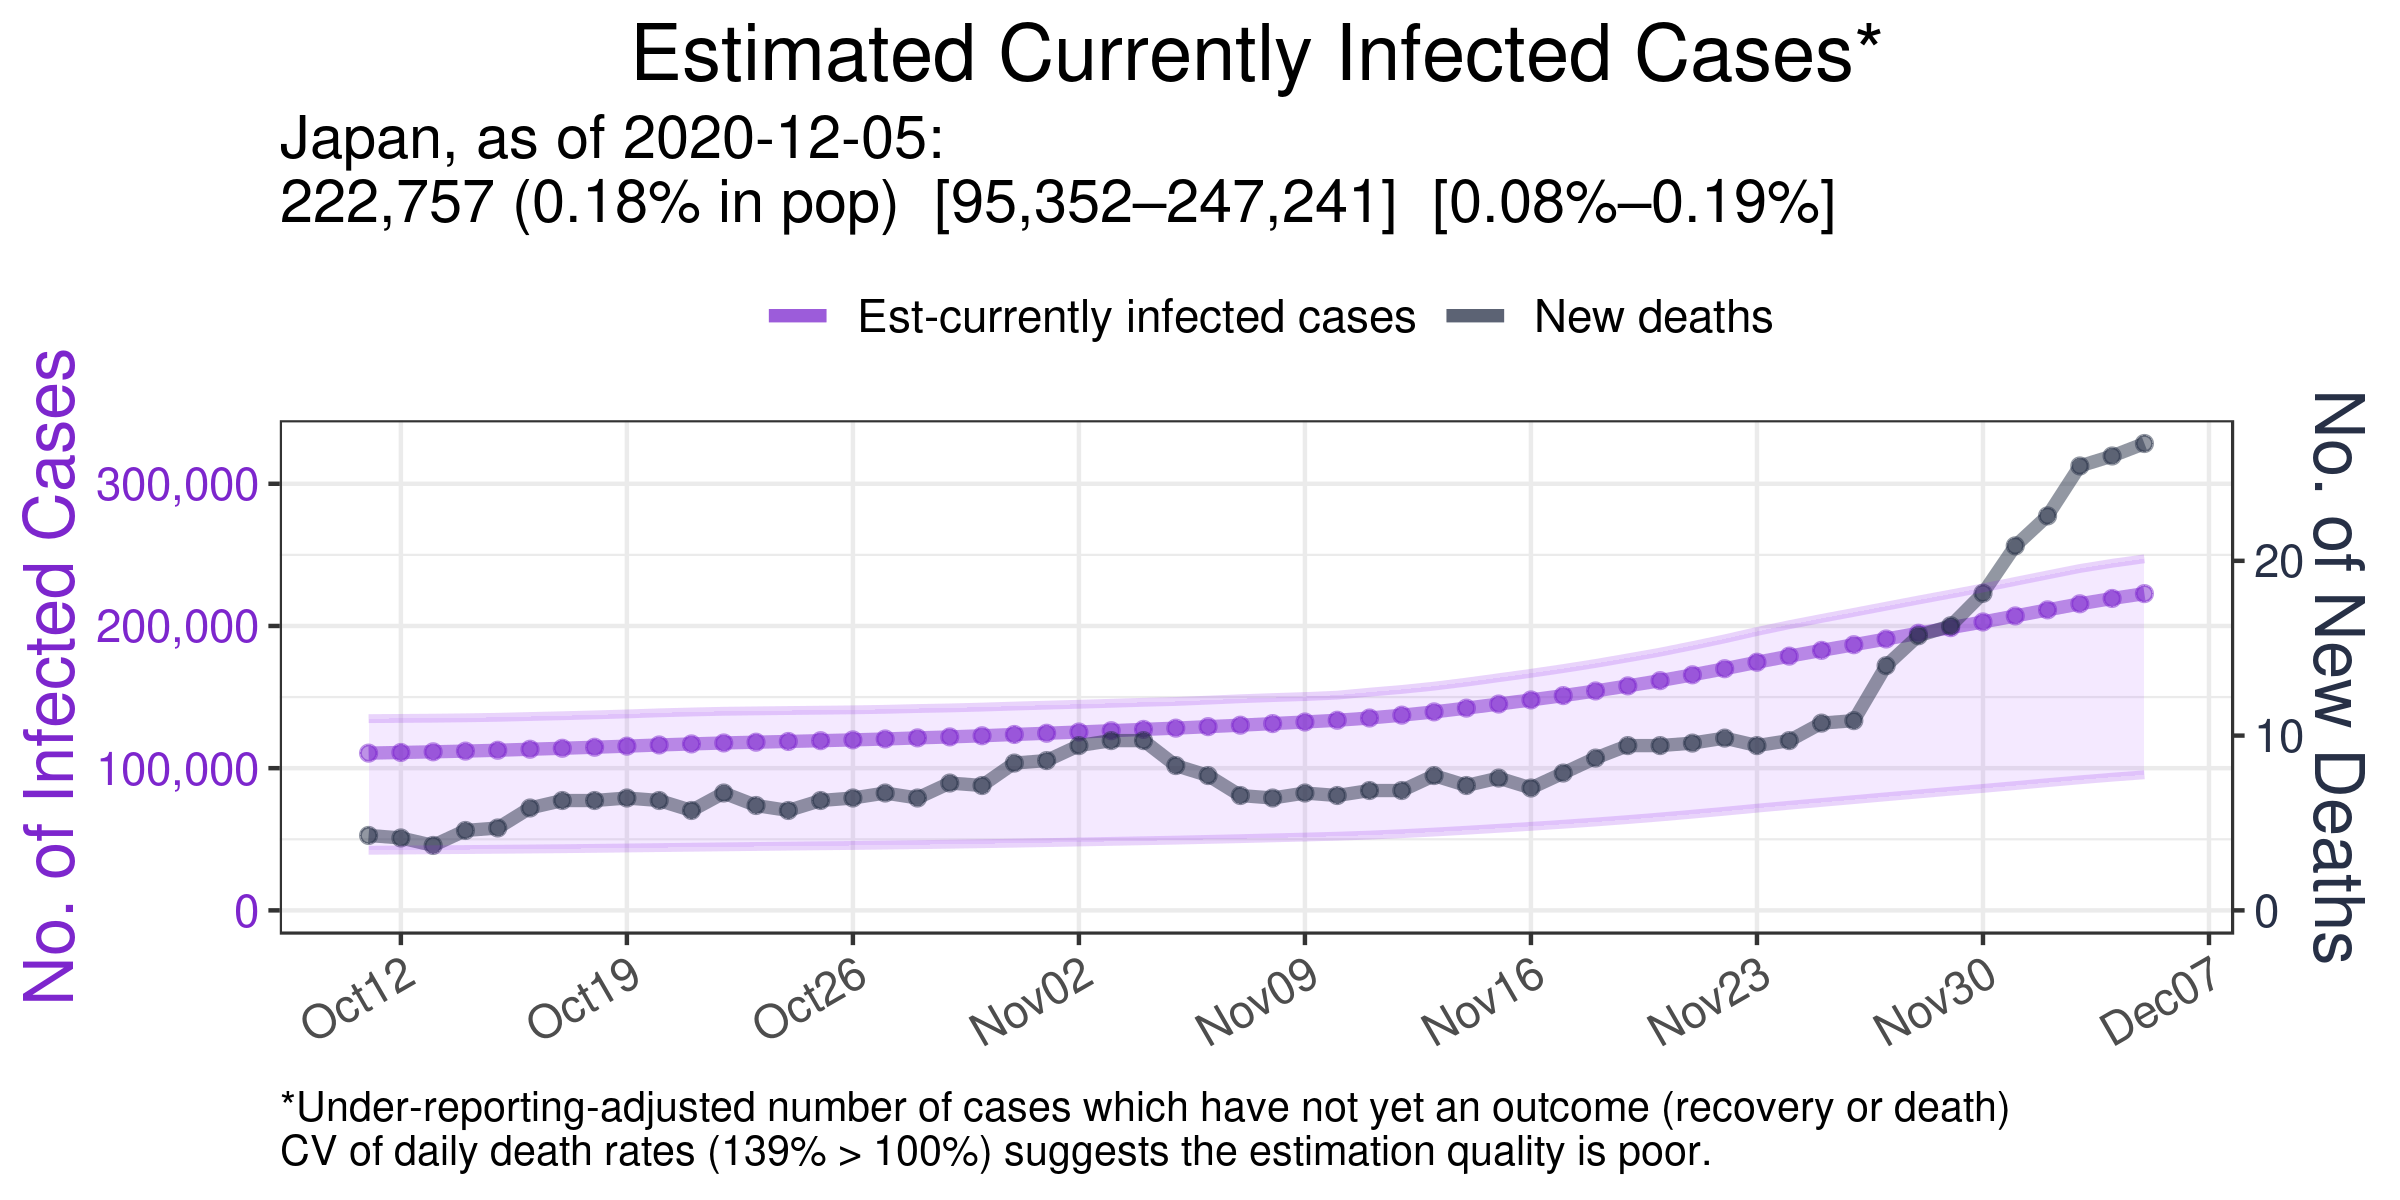 Estimated Currently Infected Cases*
Japan, as of 2020-12-05:
222,757 (0.18% in pop) [95,352–247,241] [0.08%–0.19%]
Est-currently infected cases
New deaths
No. of Infected Cases
300,000
200,000
100,000
0
20
10
0
No. of New Deaths
Oct12
Oct19
Oct26
Nov02
Nov09
Nov16
Nov23
Nov30
Dec07
*Under-reporting-adjusted number of cases which have not yet an outcome (recovery or death)
CV of daily death rates (139% > 100%) suggests the estimation quality is poor.